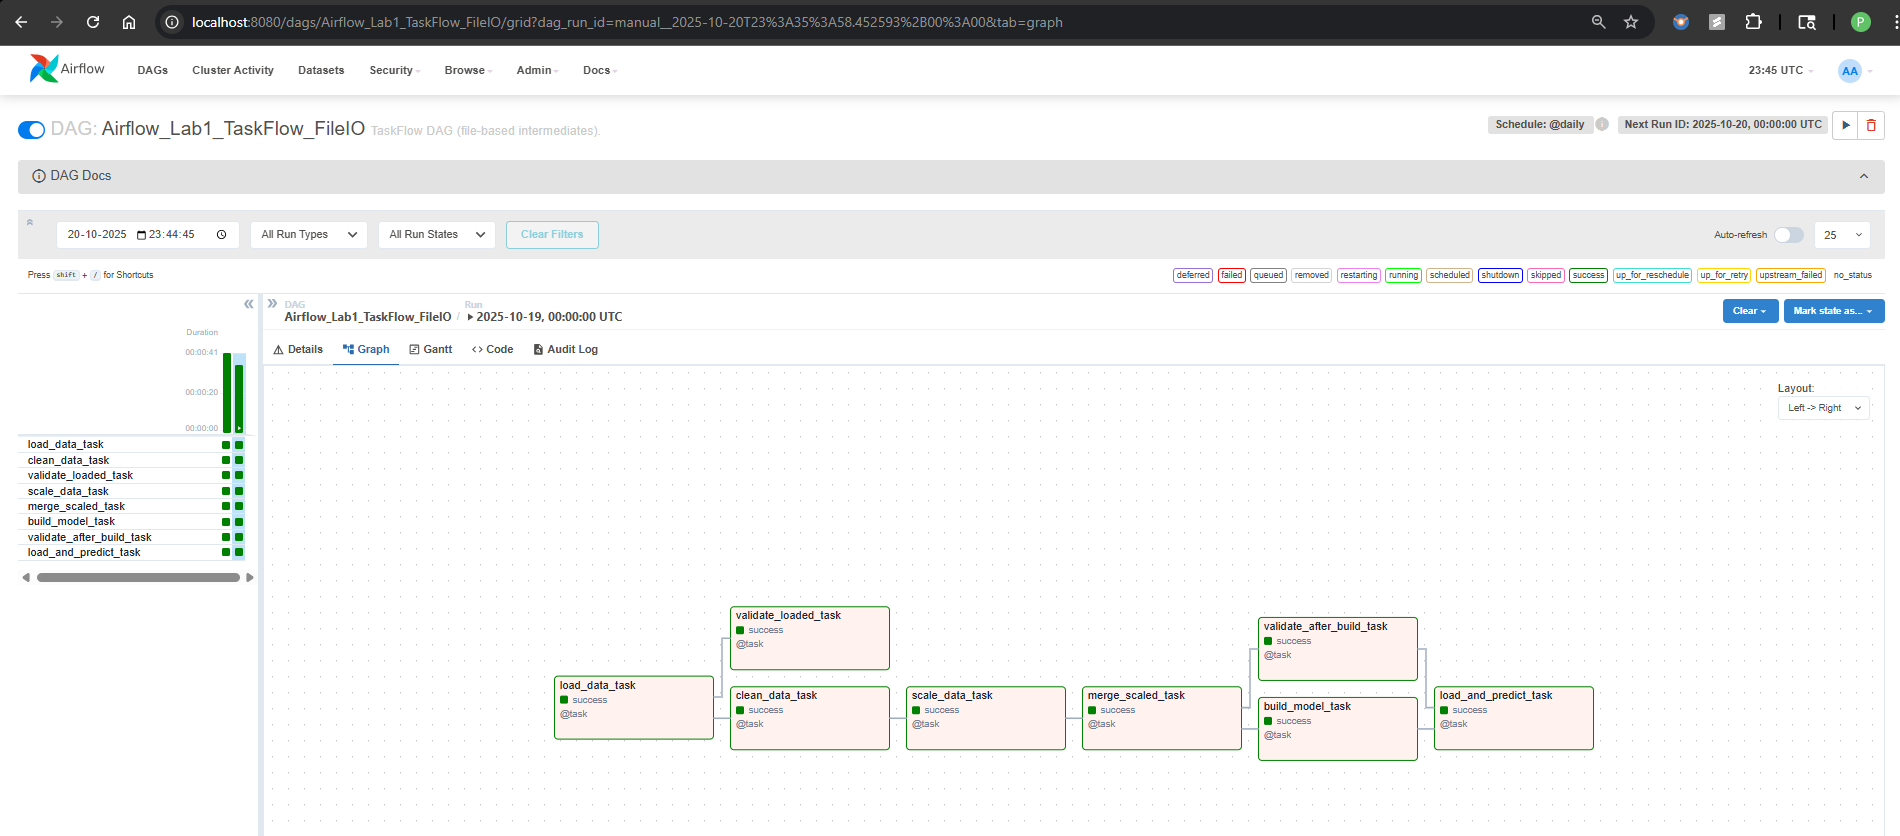 localhost:8080/dags/Airflow_Lab1_TaskFlow_FileIO/grid?dag_run_id=manual__2025-10-20T23%3A35%3A58.452593%2B00%3A00&tab=graph
P
Airflow
DAGs
Cluster Activity
Datasets
Security
Browse
Admin
Docs
23:45 UTC
AA
DAG: Airflow_Lab1_TaskFlow_FileIO TaskFlow DAG (file-based intermediates).
Schedule: @daily
Next Run ID: 2025-10-20, 00:00:00 UTC
DAG Docs
20-10-2025 23:44:45
All Run Types
All Run States
Clear Filters
Auto-refresh
25
Press shift + / for Shortcuts
deferred
failed
queued
removed
restarting
running
scheduled
shutdown
skipped
success
up_for_reschedule
up_for_retry
upstream_failed
no_status
Duration
00:00:41
00:00:20
00:00:00
load_data_task
clean_data_task
validate_loaded_task
scale_data_task
merge_scaled_task
build_model_task
validate_after_build_task
load_and_predict_task
DAG
Airflow_Lab1_TaskFlow_FileIO /
Run
2025-10-19, 00:00:00 UTC
Clear
Mark state as...
Details
Graph
Gantt
Code
Audit Log
Layout:
Left -> Right
load_data_task
success
@task
validate_loaded_task
success
@task
clean_data_task
success
@task
scale_data_task
success
@task
merge_scaled_task
success
@task
validate_after_build_task
success
@task
build_model_task
success
@task
load_and_predict_task
success
@task